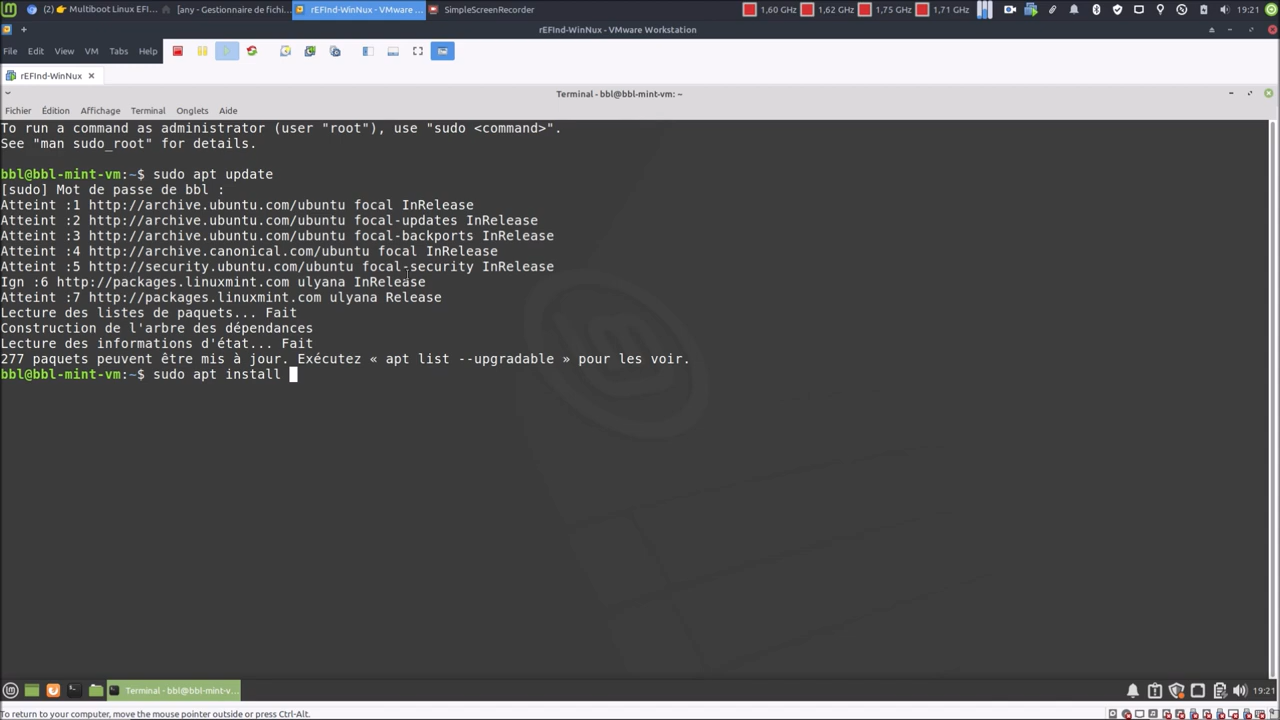 (2) 👉 Multiboot Linux EFI...
[any - Gestionnaire de fichi...
rEFInd-WinNux - VMware ...
SimpleScreenRecorder
1,60 GHz
1,62 GHz
1,75 GHz
1,71 GHz
19:21
rEFInd-WinNux - VMware Workstation
File Edit View VM Tabs Help
rEFInd-WinNux
Terminal - bbl@bbl-mint-vm: ~
Fichier Édition Affichage Terminal Onglets Aide
To run a command as administrator (user "root"), use "sudo <command>".
See "man sudo_root" for details.
bbl@bbl-mint-vm:~$ sudo apt update
[sudo] Mot de passe de bbl :
Atteint :1 http://archive.ubuntu.com/ubuntu focal InRelease
Atteint :2 http://archive.ubuntu.com/ubuntu focal-updates InRelease
Atteint :3 http://archive.ubuntu.com/ubuntu focal-backports InRelease
Atteint :4 http://archive.canonical.com/ubuntu focal InRelease
Atteint :5 http://security.ubuntu.com/ubuntu focal-security InRelease
Ign :6 http://packages.linuxmint.com ulyana InRelease
Atteint :7 http://packages.linuxmint.com ulyana Release
Lecture des listes de paquets... Fait
Construction de l'arbre des dépendances
Lecture des informations d'état... Fait
277 paquets peuvent être mis à jour. Exécutez « apt list --upgradable » pour les voir.
bbl@bbl-mint-vm:~$ sudo apt install
Terminal - bbl@bbl-mint-v...
19:21
To return to your computer, move the mouse pointer outside or press Ctrl-Alt.